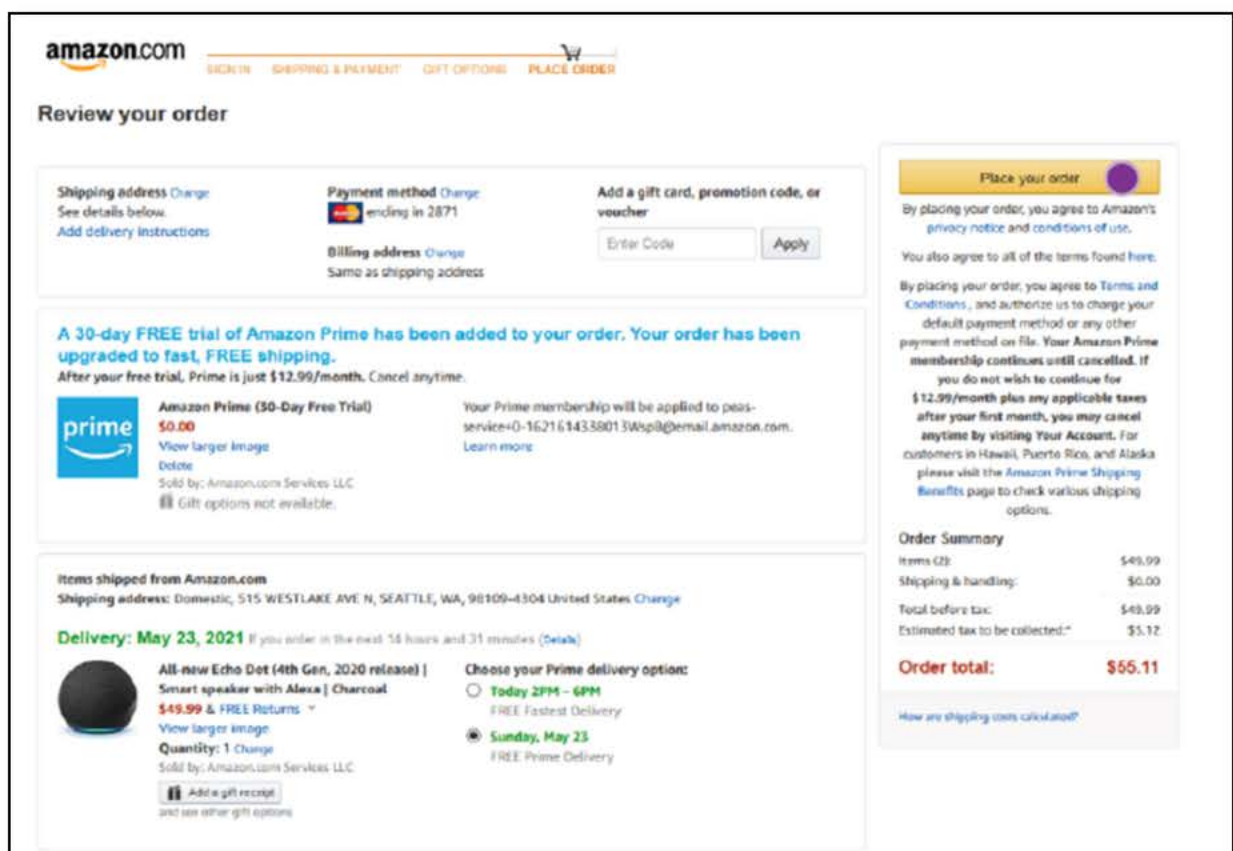 amazon.com
SIGN IN SHIPPING & PAYMENT GIFT OPTIONS PLACE ORDER
Review your order
Shipping address Change
See details below.
Add delivery instructions
Payment method Change
ending in 2871
Billing address Change
Same as shipping address
Add a gift card, promotion code, or
voucher
Enter Code Apply
A 30-day FREE trial of Amazon Prime has been added to your order. Your order has been
upgraded to fast, FREE shipping.
After your free trial, Prime is just $12.99/month. Cancel anytime.
prime
Amazon Prime (30-Day Free Trial)
$0.00
View larger image
Delete
Sold by: Amazon.com Services LLC
Gift options not available.
Your Prime membership will be applied to peas-
Learn more
Items shipped from Amazon.com
Shipping address: Domestic, 515 WESTLAKE AVE N, SEATTLE, WA, 98109-4304 United States Change
Delivery: May 23, 2021 If you order in the next 14 hours and 31 minutes (Details)
All-new Echo Dot (4th Gen, 2020 release) |
Smart speaker with Alexa | Charcoal
$49.99 & FREE Returns
View larger image
Quantity: 1 Change
Sold by: Amazon.com Services LLC
Add a gift receipt
and see other gift options
Choose your Prime delivery option:
Today 2PM – 6PM
FREE Fastest Delivery
Sunday, May 23
FREE Prime Delivery
Place your order
By placing your order, you agree to Amazon's
privacy notice and conditions of use.
You also agree to all of the terms found here.
By placing your order, you agree to Terms and
Conditions , and authorize us to charge your
default payment method or any other
payment method on file. Your Amazon Prime
membership continues until cancelled. If
you do not wish to continue for
$12.99/month plus any applicable taxes
after your first month, you may cancel
anytime by visiting Your Account. For
customers in Hawaii, Puerto Rico, and Alaska
please visit the Amazon Prime Shipping
Benefits page to check various shipping
options.
Order Summary
Items (2): $49.99
Shipping & handling: $0.00
Total before tax: $49.99
Estimated tax to be collected:* $5.12
Order total: $55.11
How are shipping costs calculated?